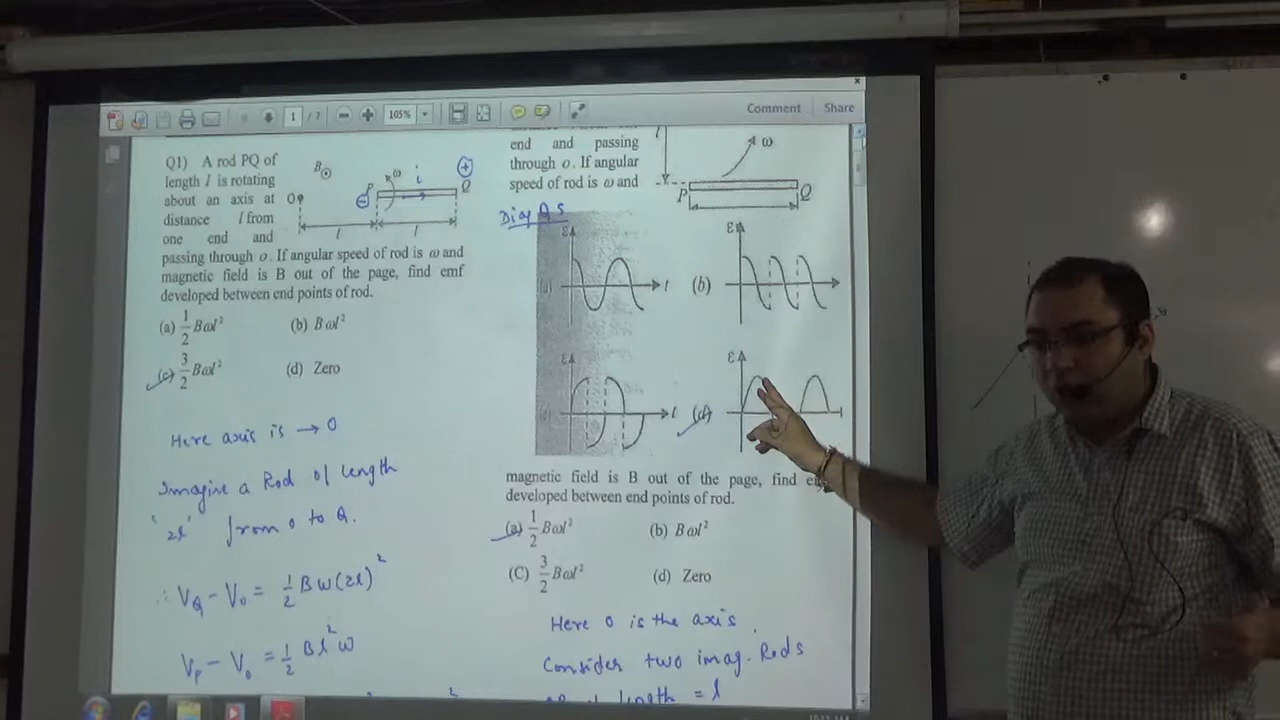 1 / 7
105%
Comment
Share
Q1) A rod PQ of
length l is rotating
about an axis at
distance l from
one end and
passing through o. If angular speed of rod is ω and
magnetic field is B out of the page, find emf
developed between end points of rod.
B
ω
i
+
O
P
Q
−
l
l
(a) 1/2 Bωl²
(b) Bωl²
(c) 3/2 Bωl²
(d) Zero
Here axis is → O
Imagine a Rod of length
'2l' from O to Q.
∴ V_Q − V_O = 1/2 B ω (2l)²
V_P − V_O = 1/2 B l² ω
end and passing
through o. If angular
speed of rod is ω and
l
ω
P
Q
ε
t
(b)
ε
ε
t
(d)
ε
magnetic field is B out of the page, find
developed between end points of rod.
(a) 1/2 Bωl²
(b) Bωl²
(C) 3/2 Bωl²
(d) Zero
Here O is the axis
Consider two imag. Rods
length = l